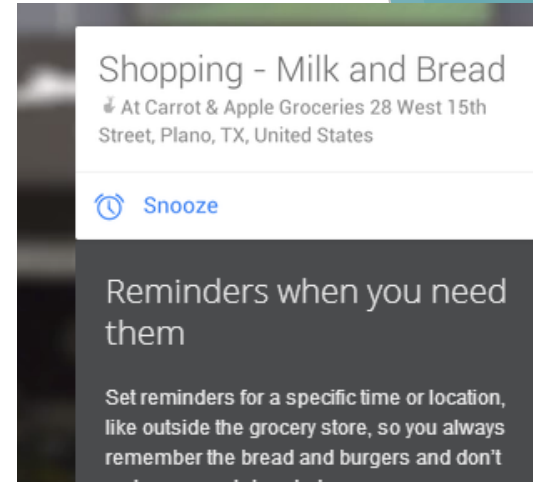 Shopping - Milk and Bread
At Carrot & Apple Groceries 28 West 15th
Street, Plano, TX, United States
Snooze
Reminders when you need
them
Set reminders for a specific time or location,
like outside the grocery store, so you always
remember the bread and burgers and don't